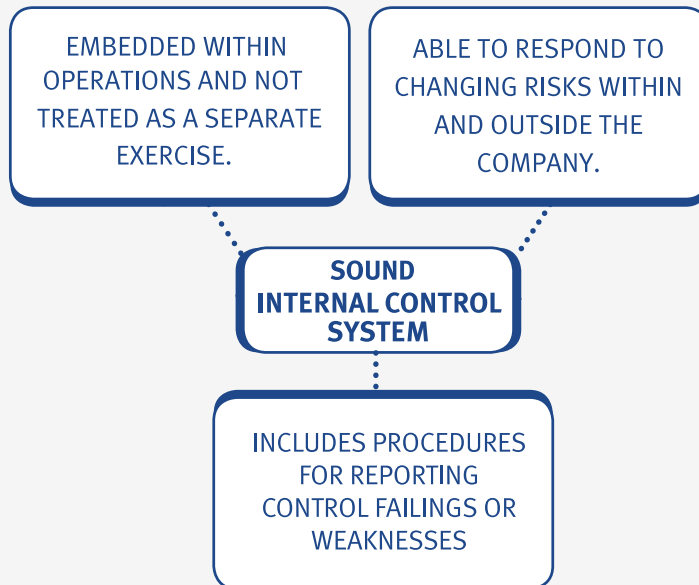 EMBEDDED WITHIN
OPERATIONS AND NOT
TREATED AS A SEPARATE
EXERCISE.
ABLE TO RESPOND TO
CHANGING RISKS WITHIN
AND OUTSIDE THE
COMPANY.
SOUND
INTERNAL CONTROL
SYSTEM
INCLUDES PROCEDURES
FOR REPORTING
CONTROL FAILINGS OR
WEAKNESSES